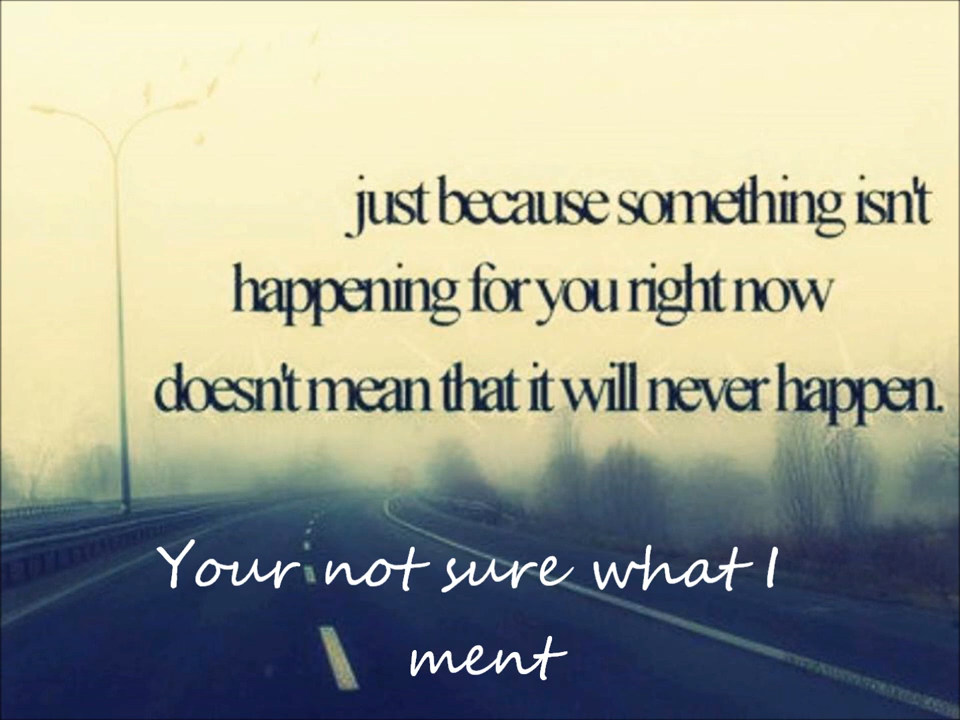 just because something isn't
happening for you right now
doesn't mean that it will never happen.
Your not sure what I
ment